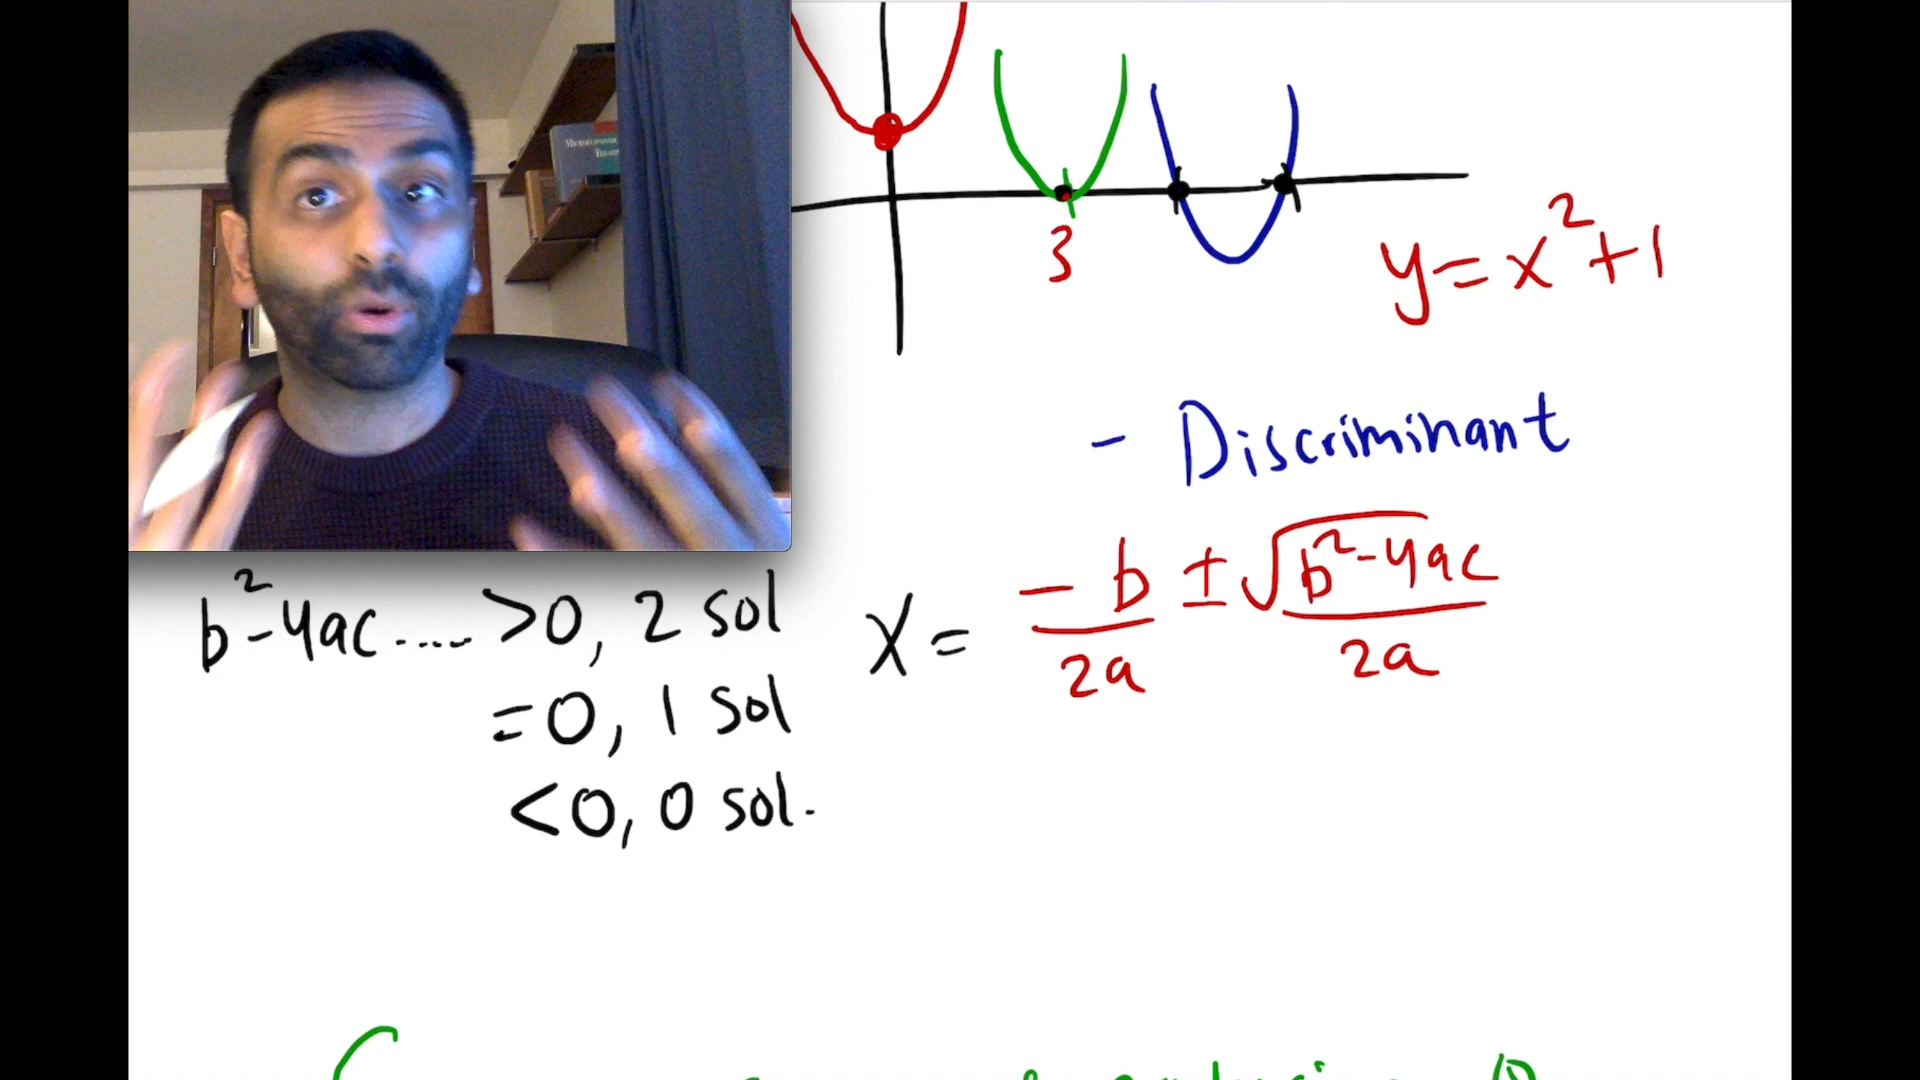 3
y = x² + 1
- Discriminant
x = -b/2a ± √b²-4ac/2a
b²-4ac..... >0, 2 sol
=0, 1 sol
<0, 0 sol.